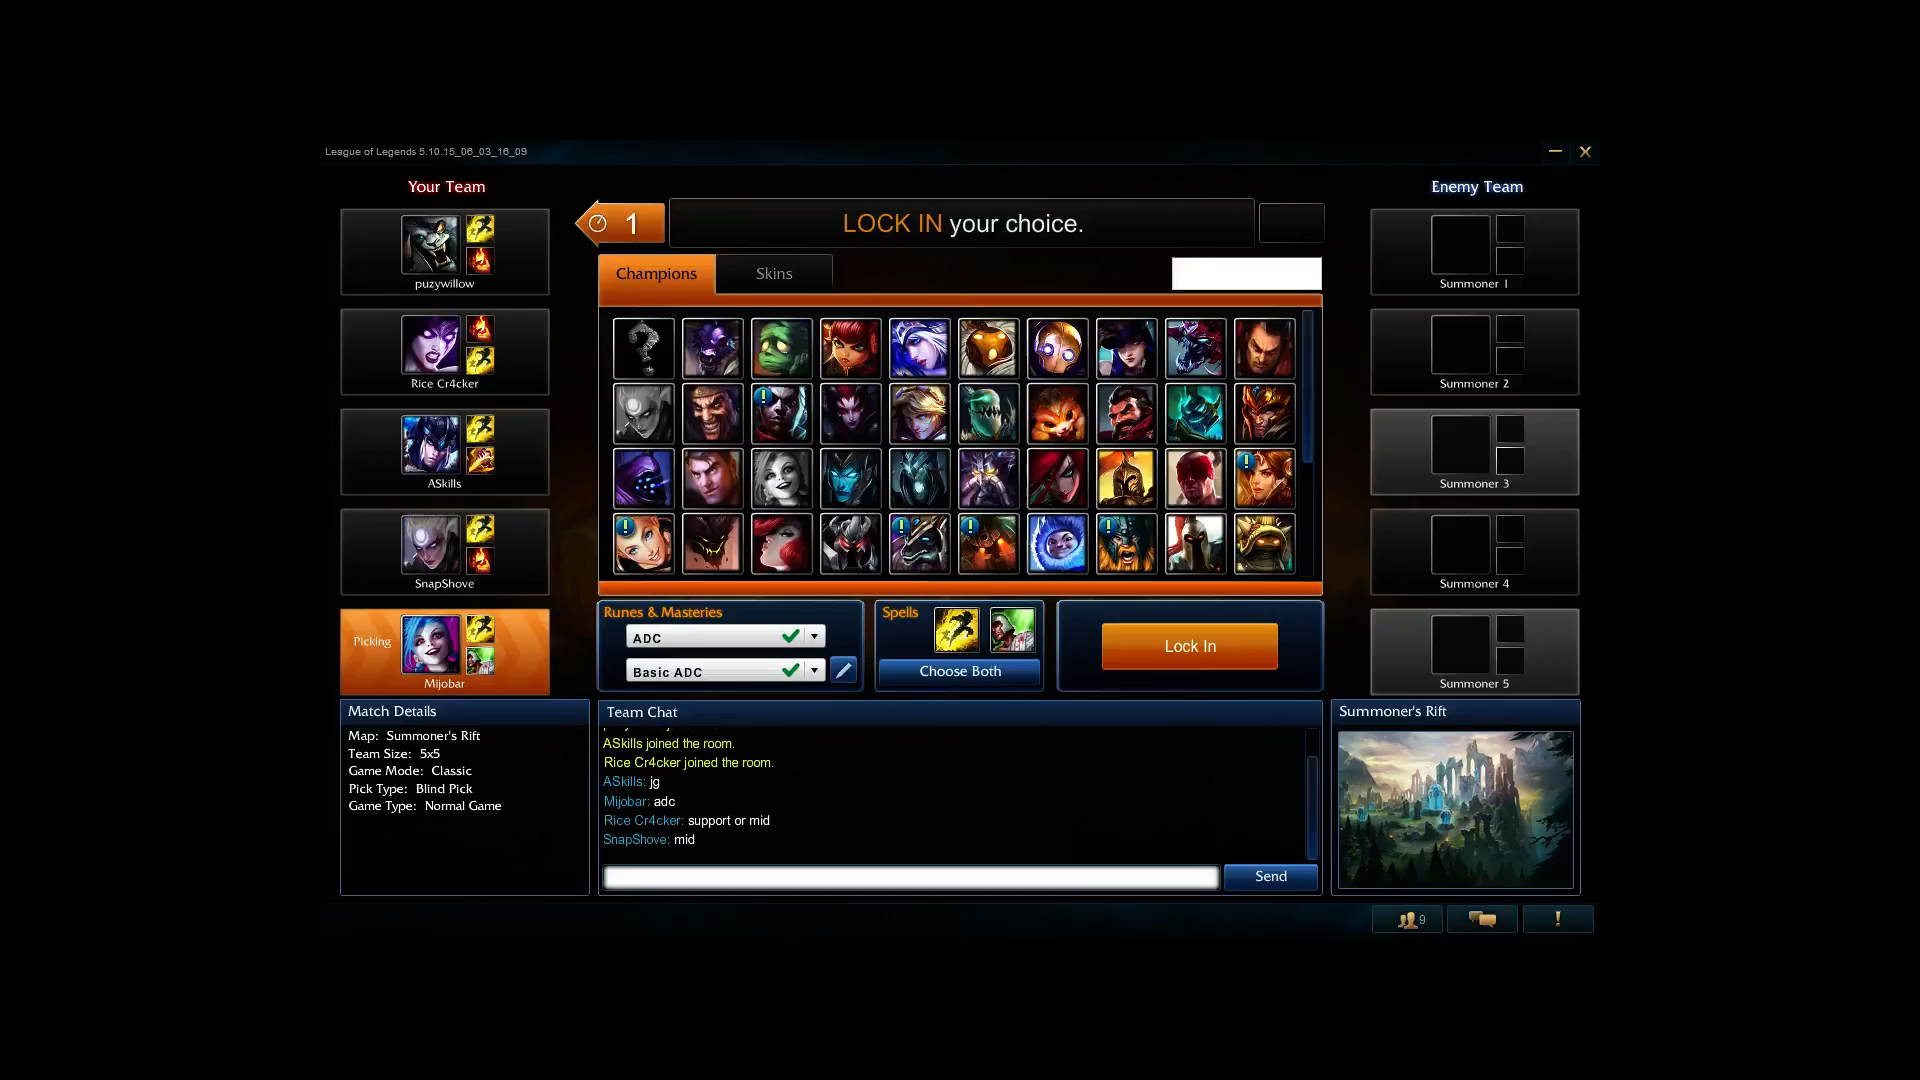 League of Legends 5.10.15_06_03_16_09
Your Team
Enemy Team
1
LOCK IN your choice.
Champions
Skins
puzywillow
Rice Cr4cker
ASkills
SnapShove
Picking
Mijobar
Summoner 1
Summoner 2
Summoner 3
Summoner 4
Summoner 5
Runes & Masteries
ADC
Basic ADC
Spells
Choose Both
Lock In
Match Details
Map: Summoner's Rift
Team Size: 5x5
Game Mode: Classic
Pick Type: Blind Pick
Game Type: Normal Game
Team Chat
ASkills joined the room.
Rice Cr4cker joined the room.
ASkills: jg
Mijobar: adc
Rice Cr4cker: support or mid
SnapShove: mid
Send
Summoner's Rift
9